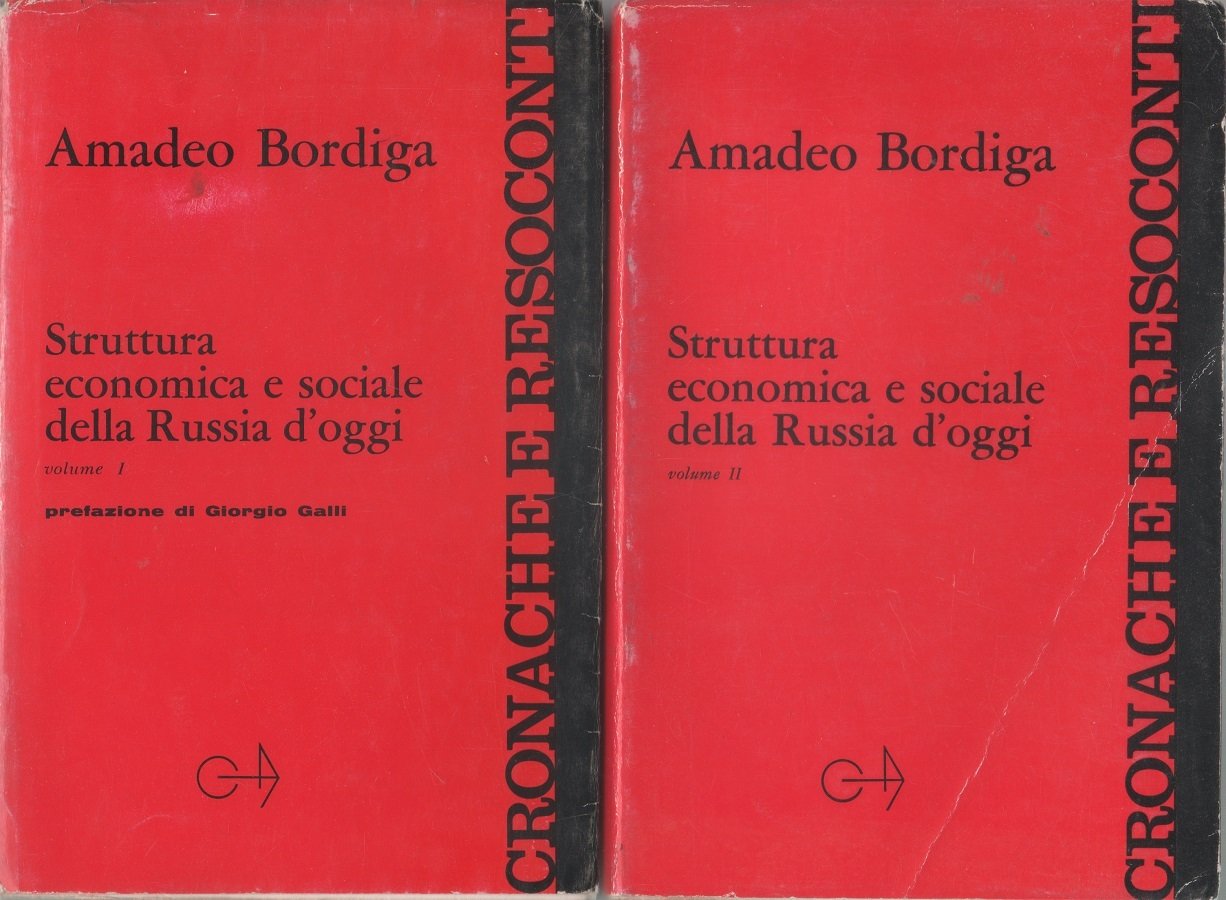 Amadeo Bordiga
Struttura
economica e sociale
della Russia d'oggi
volume I
prefazione di Giorgio Galli
CRONACHE E RESOCONTI
Amadeo Bordiga
Struttura
economica e sociale
della Russia d'oggi
volume II
CRONACHE E RESOCONTI